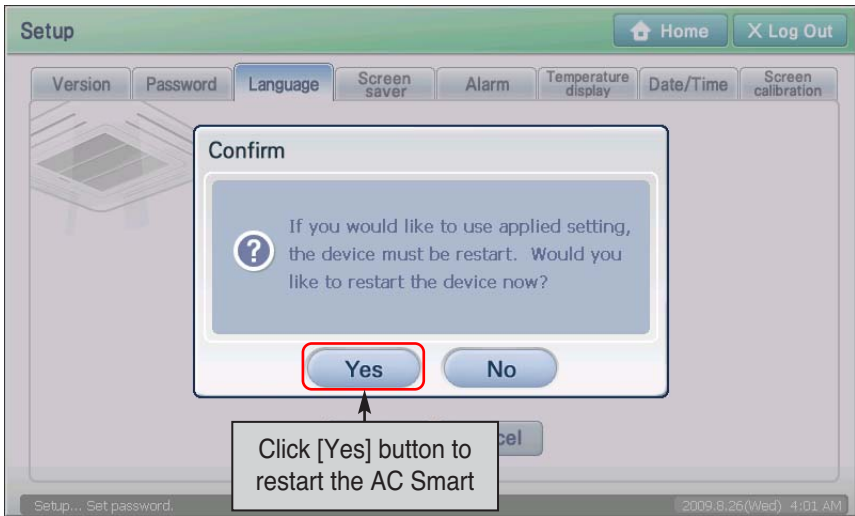 Setup
Home
X Log Out
Version
Password
Language
Screen
saver
Alarm
Temperature
display
Date/Time
Screen
calibration
Confirm
If you would like to use applied setting,
the device must be restart. Would you
like to restart the device now?
Yes
No
Click [Yes] button to
restart the AC Smart
Setup... Set password.
2009.8.26(Wed) 4:01 AM